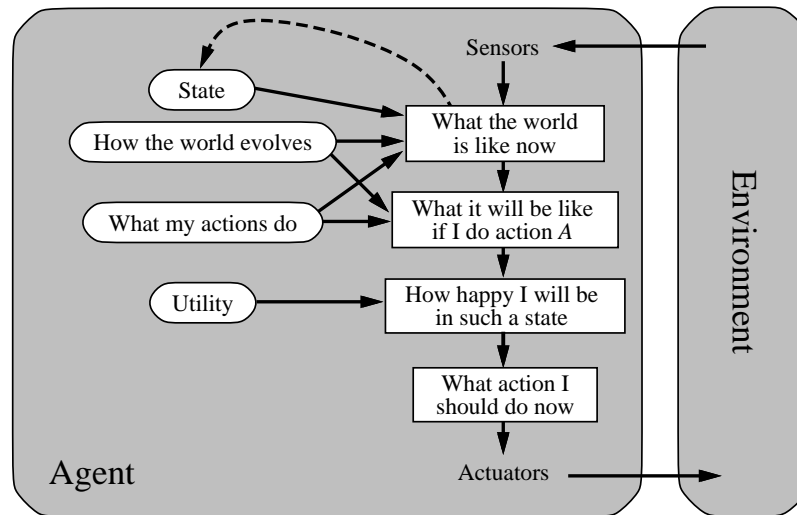 Sensors
State
What the world
is like now
How the world evolves
What my actions do
What it will be like
if I do action A
Utility
How happy I will be
in such a state
What action I
should do now
Agent
Actuators
Environment